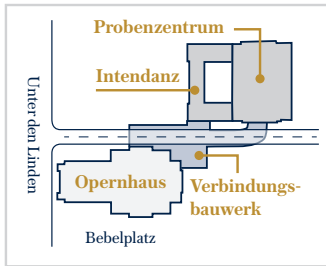 Probenzentrum
Intendanz
Unter den Linden
Opernhaus
Verbindungs-
bauwerk
Bebelplatz